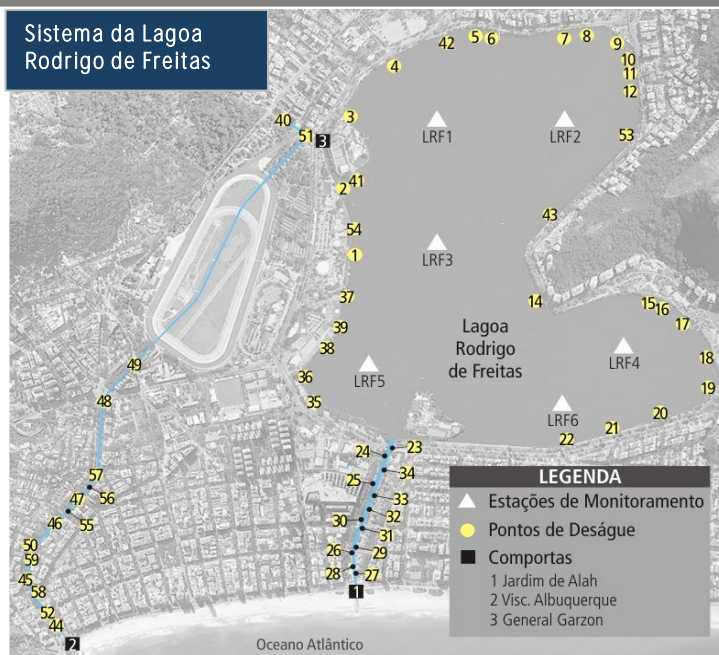 Sistema da Lagoa
Rodrigo de Freitas
42 5 6 7 8 9
4 10
11
12
40 3
51 3 LRF1 LRF2 53
2 41
43
54
1 LRF3
37 14 15 16
39 17
38 Lagoa
Rodrigo
de Freitas
LRF4 18
49 36 LRF5 19
48 35 LRF6 20
22 21
24 23
57 25 34
56 33
47 32
46 55 30 31
50 26 29
59 28 27
45 1
58
52
44
2
Oceano Atlântico
LEGENDA
Estações de Monitoramento
Pontos de Deságue
Comportas
1 Jardim de Alah
2 Visc. Albuquerque
3 General Garzon